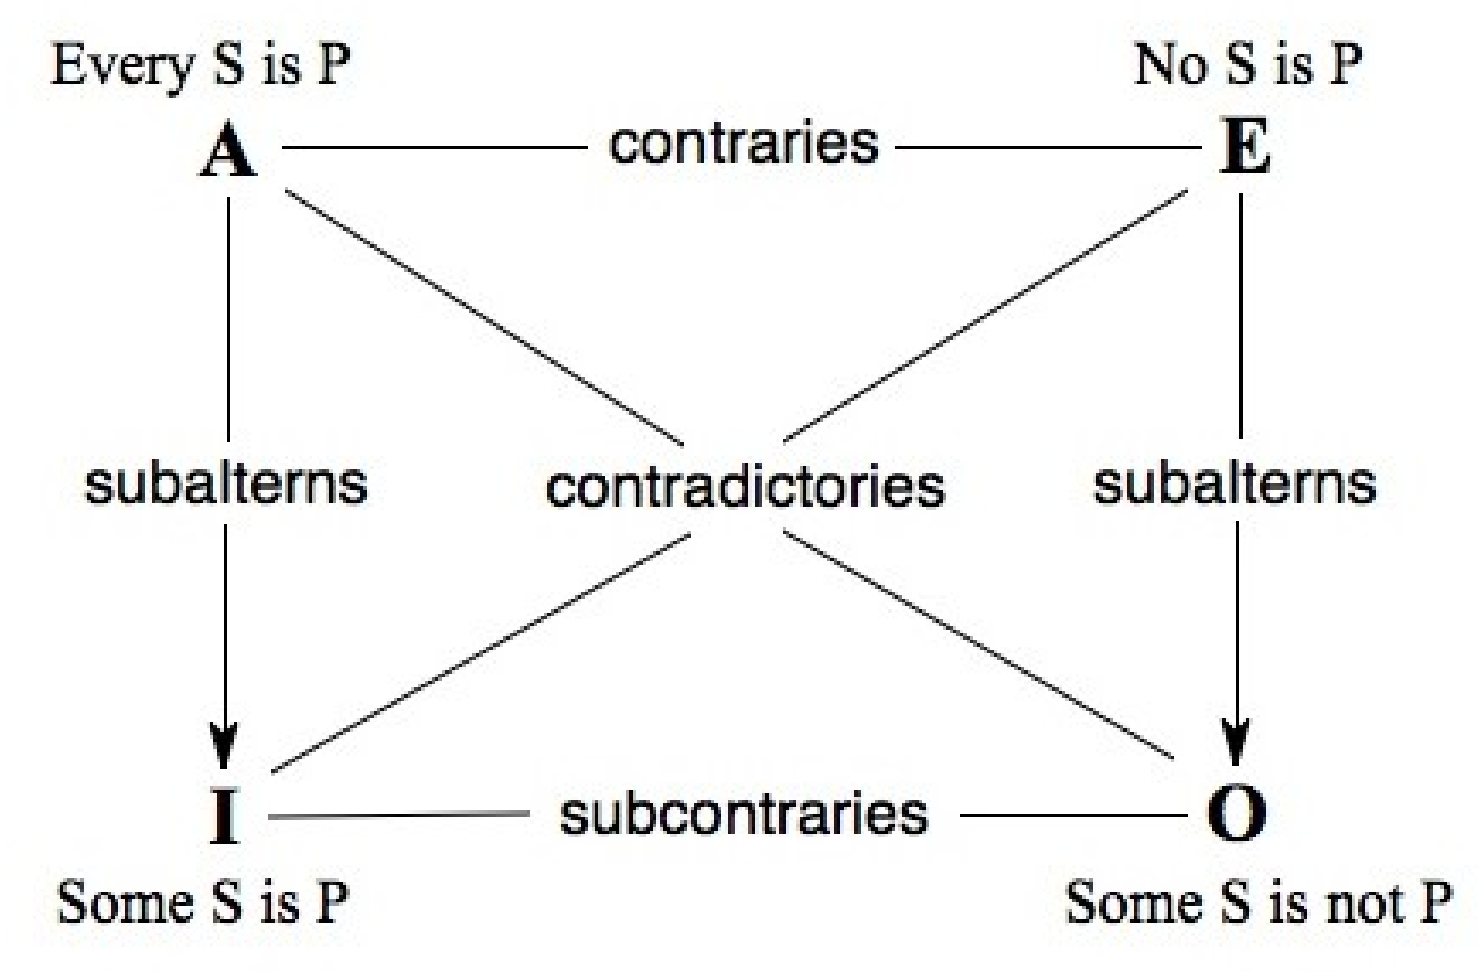 Every S is P
No S is P
A
contraries
E
subalterns
contradictories
subalterns
I
subcontraries
O
Some S is P
Some S is not P